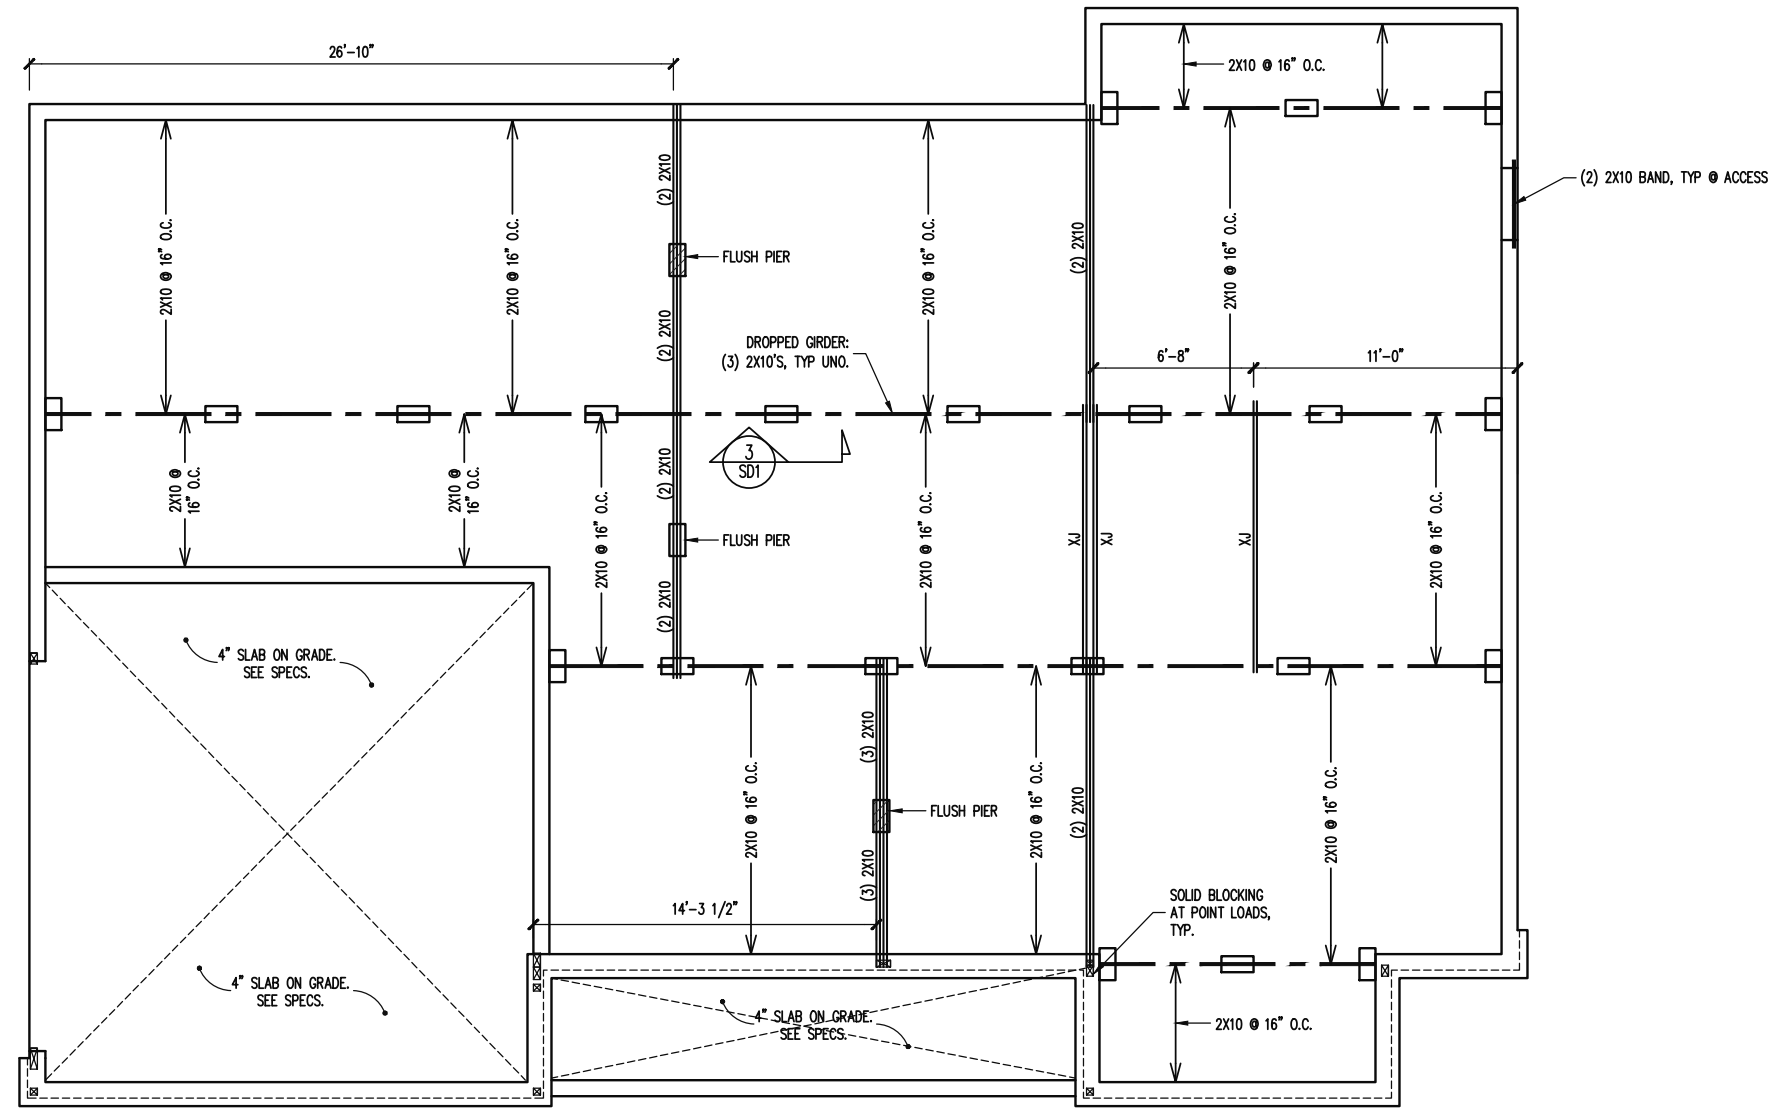 26'-10"
2X10 @ 16" O.C.
(2) 2X10 BAND, TYP @ ACCESS
2X10 @ 16" O.C.
2X10 @ 16" O.C.
(2) 2X10
FLUSH PIER
2X10 @ 16" O.C.
(2) 2X10
2X10 @ 16" O.C.
(2) 2X10
DROPPED GIRDER:
(3) 2X10'S, TYP UNO.
6'-8"
11'-0"
2X10 @
16" O.C.
2X10 @
16" O.C.
2X10 @ 16" O.C.
(2) 2X10
3
SD1
FLUSH PIER
(2) 2X10
2X10 @ 16" O.C.
XJ
XJ
XJ
2X10 @ 16" O.C.
4" SLAB ON GRADE.
SEE SPECS.
2X10 @ 16" O.C.
(3) 2X10
FLUSH PIER
(3) 2X10
2X10 @ 16" O.C.
(2) 2X10
2X10 @ 16" O.C.
14'-3 1/2"
SOLID BLOCKING
AT POINT LOADS,
TYP.
4" SLAB ON GRADE.
SEE SPECS.
4" SLAB ON GRADE.
SEE SPECS.
2X10 @ 16" O.C.